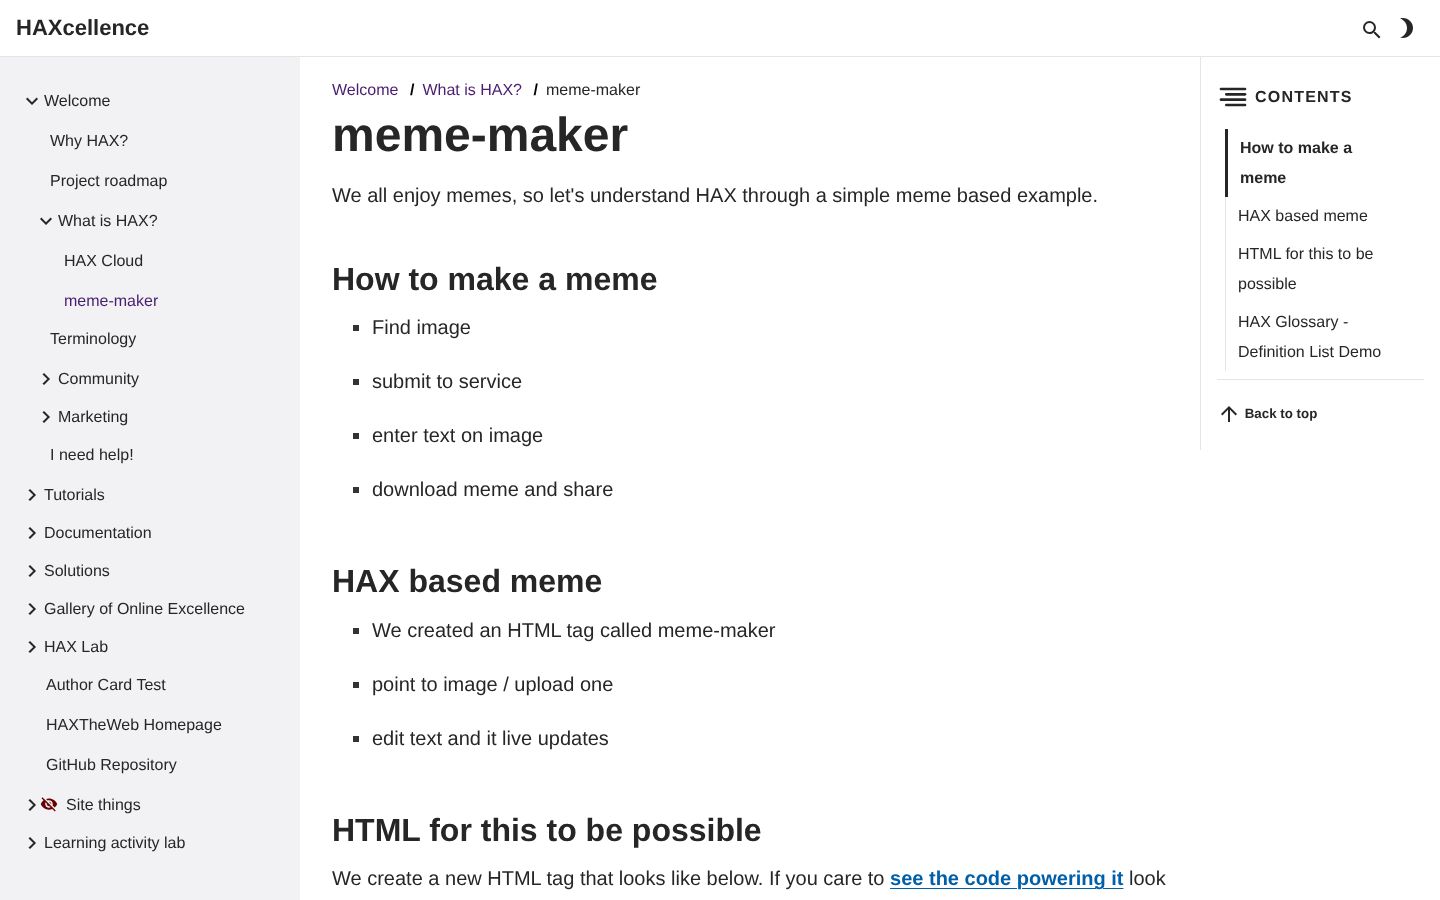 HAXcellence
Welcome
Why HAX?
Project roadmap
What is HAX?
HAX Cloud
meme-maker
Terminology
Community
Marketing
I need help!
Tutorials
Documentation
Solutions
Gallery of Online Excellence
HAX Lab
Author Card Test
HAXTheWeb Homepage
GitHub Repository
Site things
Learning activity lab
Welcome / What is HAX? / meme-maker
meme-maker
We all enjoy memes, so let's understand HAX through a simple meme based example.
How to make a meme
Find image
submit to service
enter text on image
download meme and share
HAX based meme
We created an HTML tag called meme-maker
point to image / upload one
edit text and it live updates
HTML for this to be possible
We create a new HTML tag that looks like below. If you care to see the code powering it look
CONTENTS
How to make a
meme
HAX based meme
HTML for this to be
possible
HAX Glossary -
Definition List Demo
Back to top